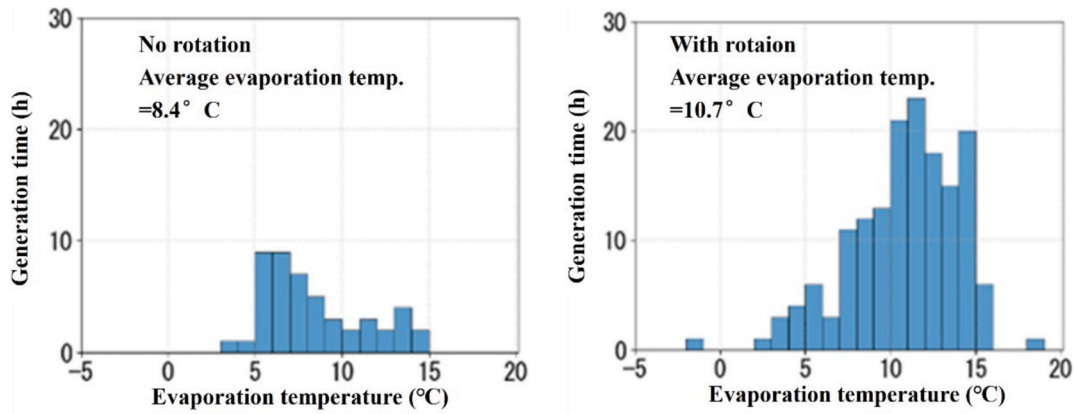 30
20
10
0
-5
0
5
10
15
20
No rotation
Average evaporation temp.
=8.4° C
Generation time (h)
Evaporation temperature (℃)
30
20
10
0
-5
0
5
10
15
20
With rotaion
Average evaporation temp.
=10.7° C
Generation time (h)
Evaporation temperature (℃)